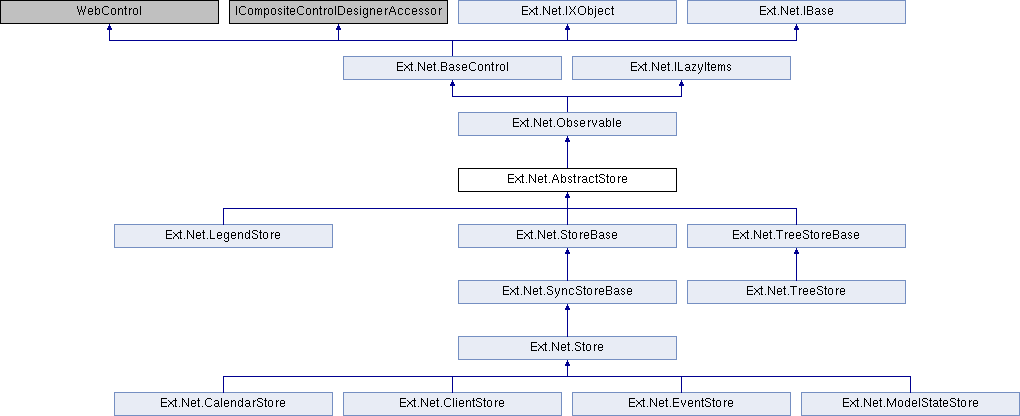 WebControl
ICompositeControlDesignerAccessor
Ext.Net.IXObject
Ext.Net.IBase
Ext.Net.BaseControl
Ext.Net.ILazyItems
Ext.Net.Observable
Ext.Net.AbstractStore
Ext.Net.LegendStore
Ext.Net.StoreBase
Ext.Net.TreeStoreBase
Ext.Net.SyncStoreBase
Ext.Net.TreeStore
Ext.Net.Store
Ext.Net.CalendarStore
Ext.Net.ClientStore
Ext.Net.EventStore
Ext.Net.ModelStateStore